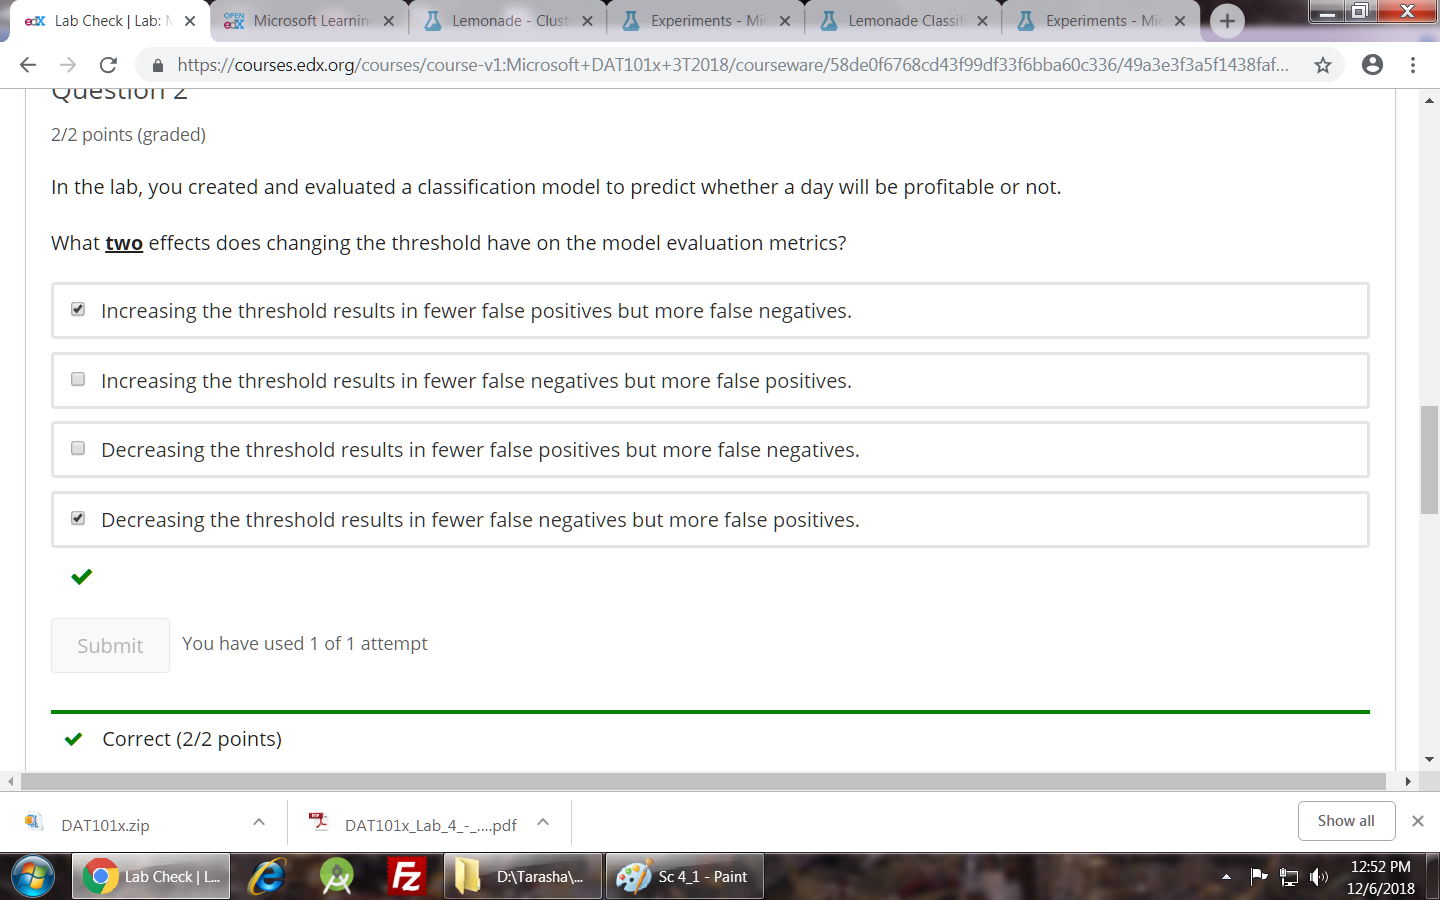 edX Lab Check | Lab: M
OPEN edX Microsoft Learnin
Lemonade - Clust
Experiments - Mic
Lemonade Classifi
Experiments - Mic
https://courses.edx.org/courses/course-v1:Microsoft+DAT101x+3T2018/courseware/58de0f6768cd43f99df33f6bba60c336/49a3e3f3a5f1438faf...
Question 2
2/2 points (graded)
In the lab, you created and evaluated a classification model to predict whether a day will be profitable or not.
What two effects does changing the threshold have on the model evaluation metrics?
Increasing the threshold results in fewer false positives but more false negatives.
Increasing the threshold results in fewer false negatives but more false positives.
Decreasing the threshold results in fewer false positives but more false negatives.
Decreasing the threshold results in fewer false negatives but more false positives.
Submit You have used 1 of 1 attempt
Correct (2/2 points)
DAT101x.zip
DAT101x_Lab_4_-_....pdf
Show all
Lab Check | L...
Fz
D:\Tarasha\...
Sc 4_1 - Paint
12:52 PM
12/6/2018